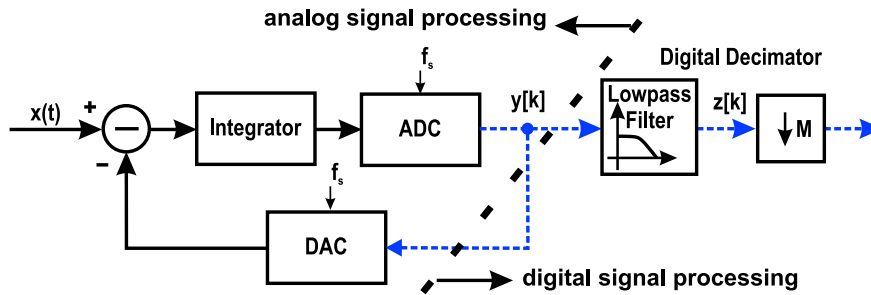 analog signal processing
Digital Decimator
fs
x(t)
+
−
−
Integrator
ADC
y[k]
Lowpass
Filter
z[k]
↓ M
fs
DAC
digital signal processing